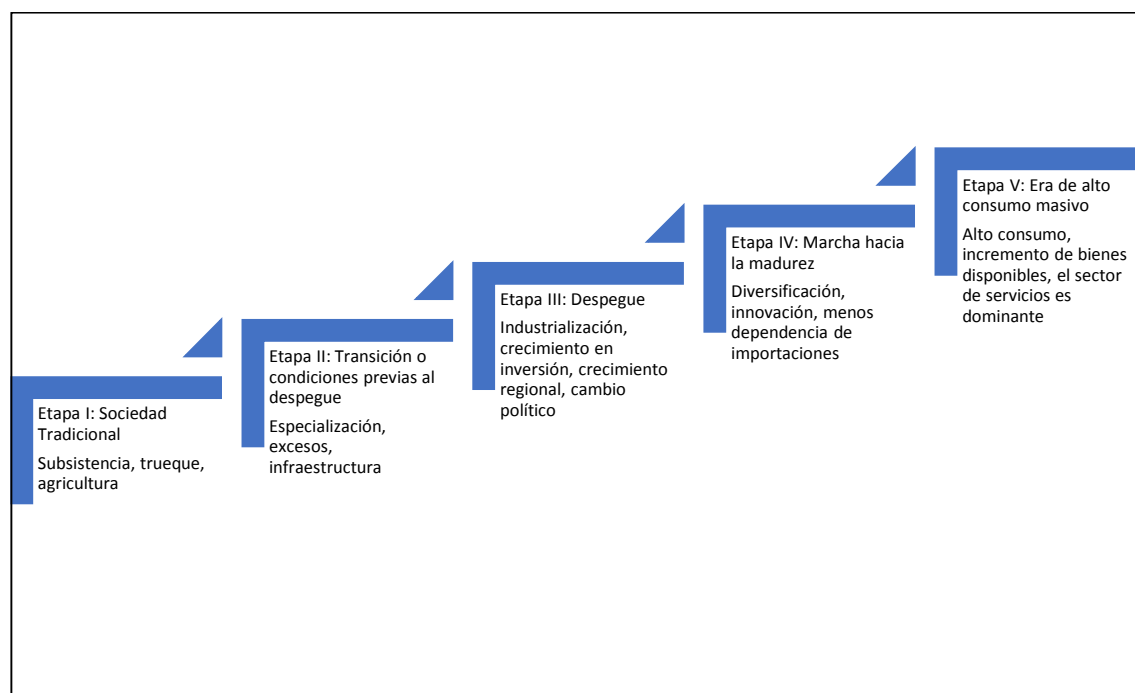 Etapa I: Sociedad
Tradicional
Subsistencia, trueque,
agricultura
Etapa II: Transición o
condiciones previas al
despegue
Especialización,
excesos,
infraestructura
Etapa III: Despegue
Industrialización,
crecimiento en
inversión, crecimiento
regional, cambio
político
Etapa IV: Marcha hacia
la madurez
Diversificación,
innovación, menos
dependencia de
importaciones
Etapa V: Era de alto
consumo masivo
Alto consumo,
incremento de bienes
disponibles, el sector
de servicios es
dominante